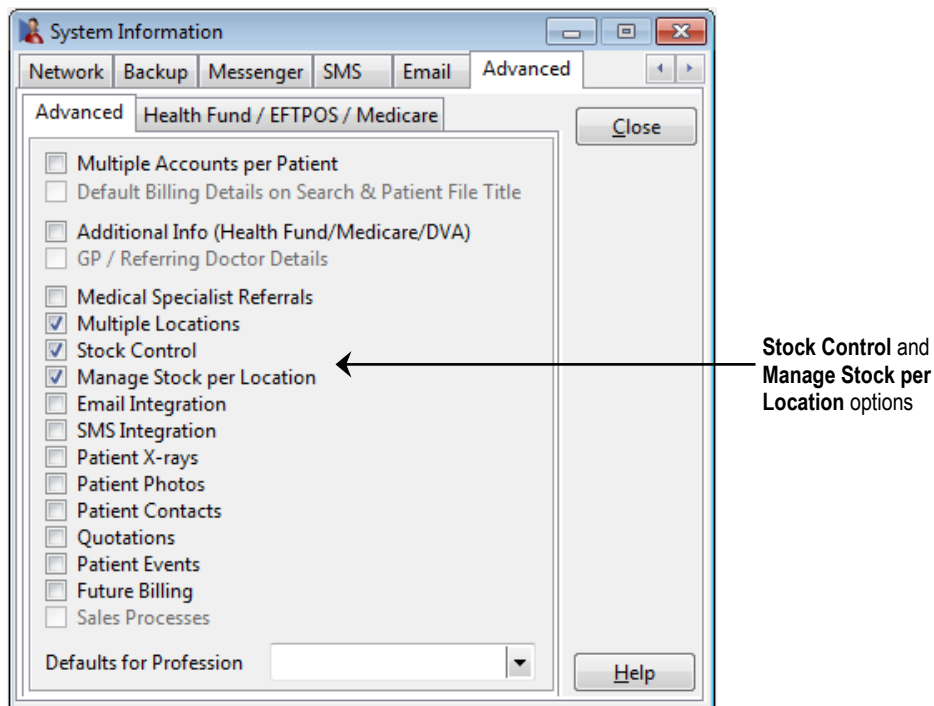 System Information
Network Backup Messenger SMS Email Advanced
Advanced Health Fund / EFTPOS / Medicare
Close
Multiple Accounts per Patient
Default Billing Details on Search & Patient File Title
Additional Info (Health Fund/Medicare/DVA)
GP / Referring Doctor Details
Medical Specialist Referrals
Multiple Locations
Stock Control
Manage Stock per Location
Email Integration
SMS Integration
Patient X-rays
Patient Photos
Patient Contacts
Quotations
Patient Events
Future Billing
Sales Processes
Defaults for Profession
Help
Stock Control and
Manage Stock per
Location options